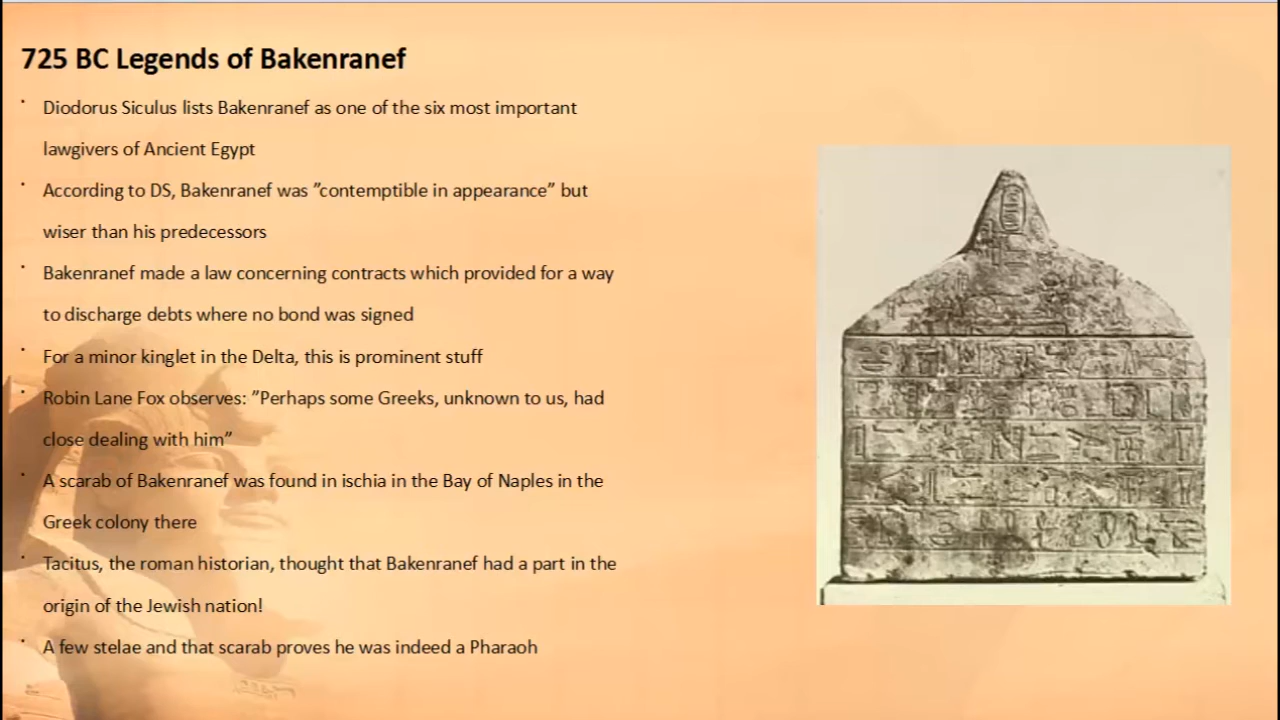 725 BC Legends of Bakenranef
• Diodorus Siculus lists Bakenranef as one of the six most important
lawgivers of Ancient Egypt
• According to DS, Bakenranef was ”contemptible in appearance” but
wiser than his predecessors
• Bakenranef made a law concerning contracts which provided for a way
to discharge debts where no bond was signed
• For a minor kinglet in the Delta, this is prominent stuff
• Robin Lane Fox observes: ”Perhaps some Greeks, unknown to us, had
close dealing with him”
• A scarab of Bakenranef was found in ischia in the Bay of Naples in the
Greek colony there
• Tacitus, the roman historian, thought that Bakenranef had a part in the
origin of the Jewish nation!
• A few stelae and that scarab proves he was indeed a Pharaoh